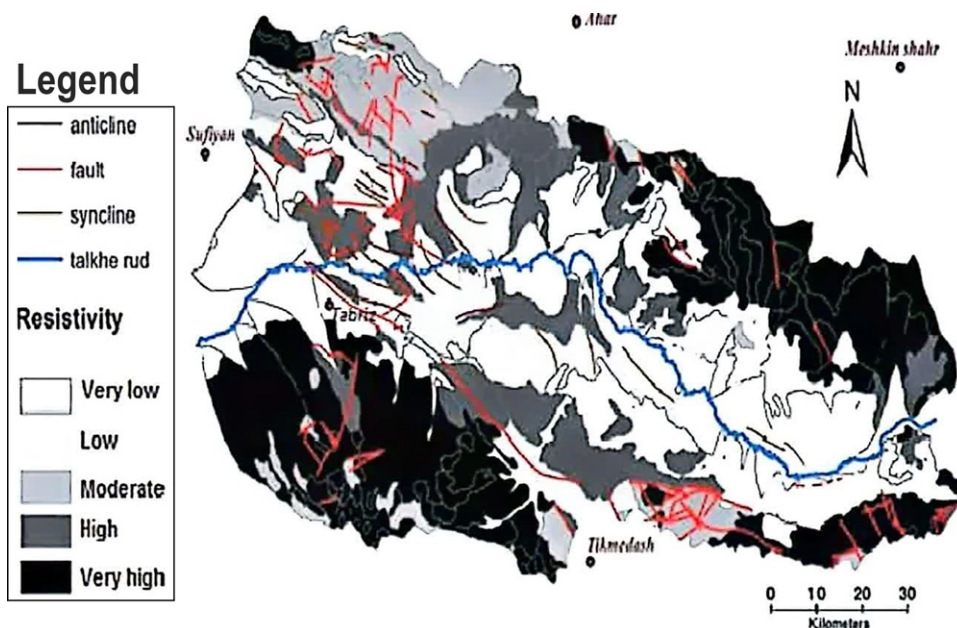 Ahar
Meshkin shahr
Legend
anticline
fault
syncline
talkhe rud
Resistivity
Very low
Low
Moderate
High
Very high
N
Sufiyan
Tabriz
Tikmedash
0 10 20 30
Kilometers